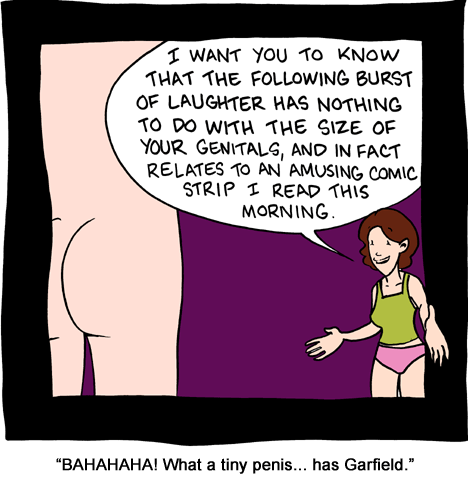 I WANT YOU TO KNOW
THAT THE FOLLOWING BURST
OF LAUGHTER HAS NOTHING
TO DO WITH THE SIZE OF
YOUR GENITALS, AND IN FACT
RELATES TO AN AMUSING COMIC
STRIP I READ THIS
MORNING.
“BAHAHAHA! What a tiny penis... has Garfield.”